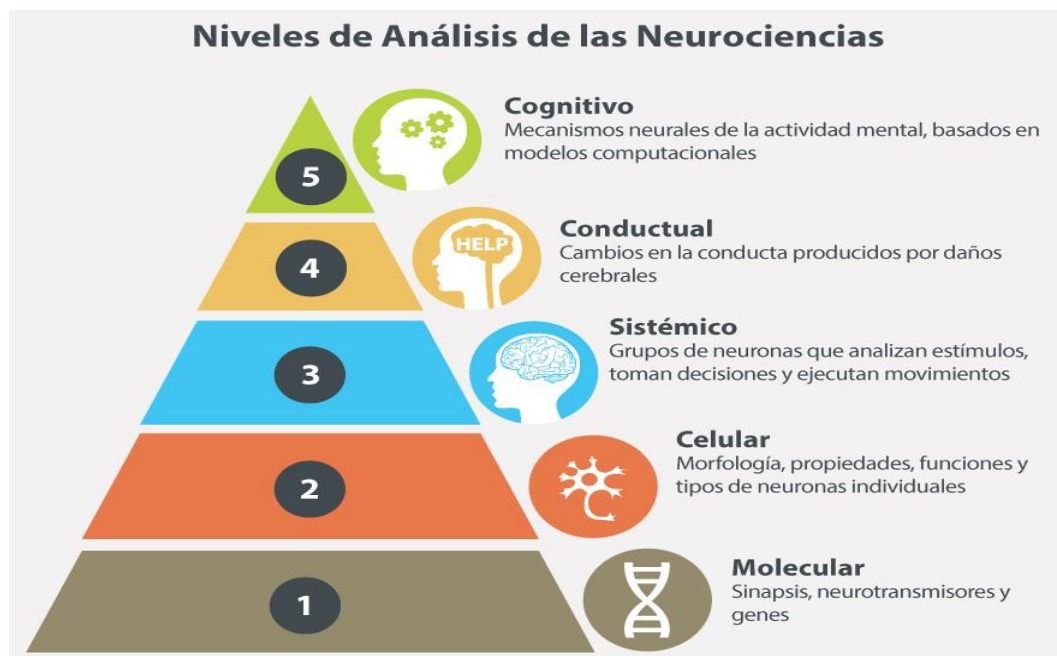 Niveles de Análisis de las Neurociencias
5
Cognitivo
Mecanismos neurales de la actividad mental, basados en
modelos computacionales
4
HELP
Conductual
Cambios en la conducta producidos por daños
cerebrales
3
Sistémico
Grupos de neuronas que analizan estímulos,
toman decisiones y ejecutan movimientos
2
Celular
Morfología, propiedades, funciones y
tipos de neuronas individuales
1
Molecular
Sinapsis, neurotransmisores y
genes